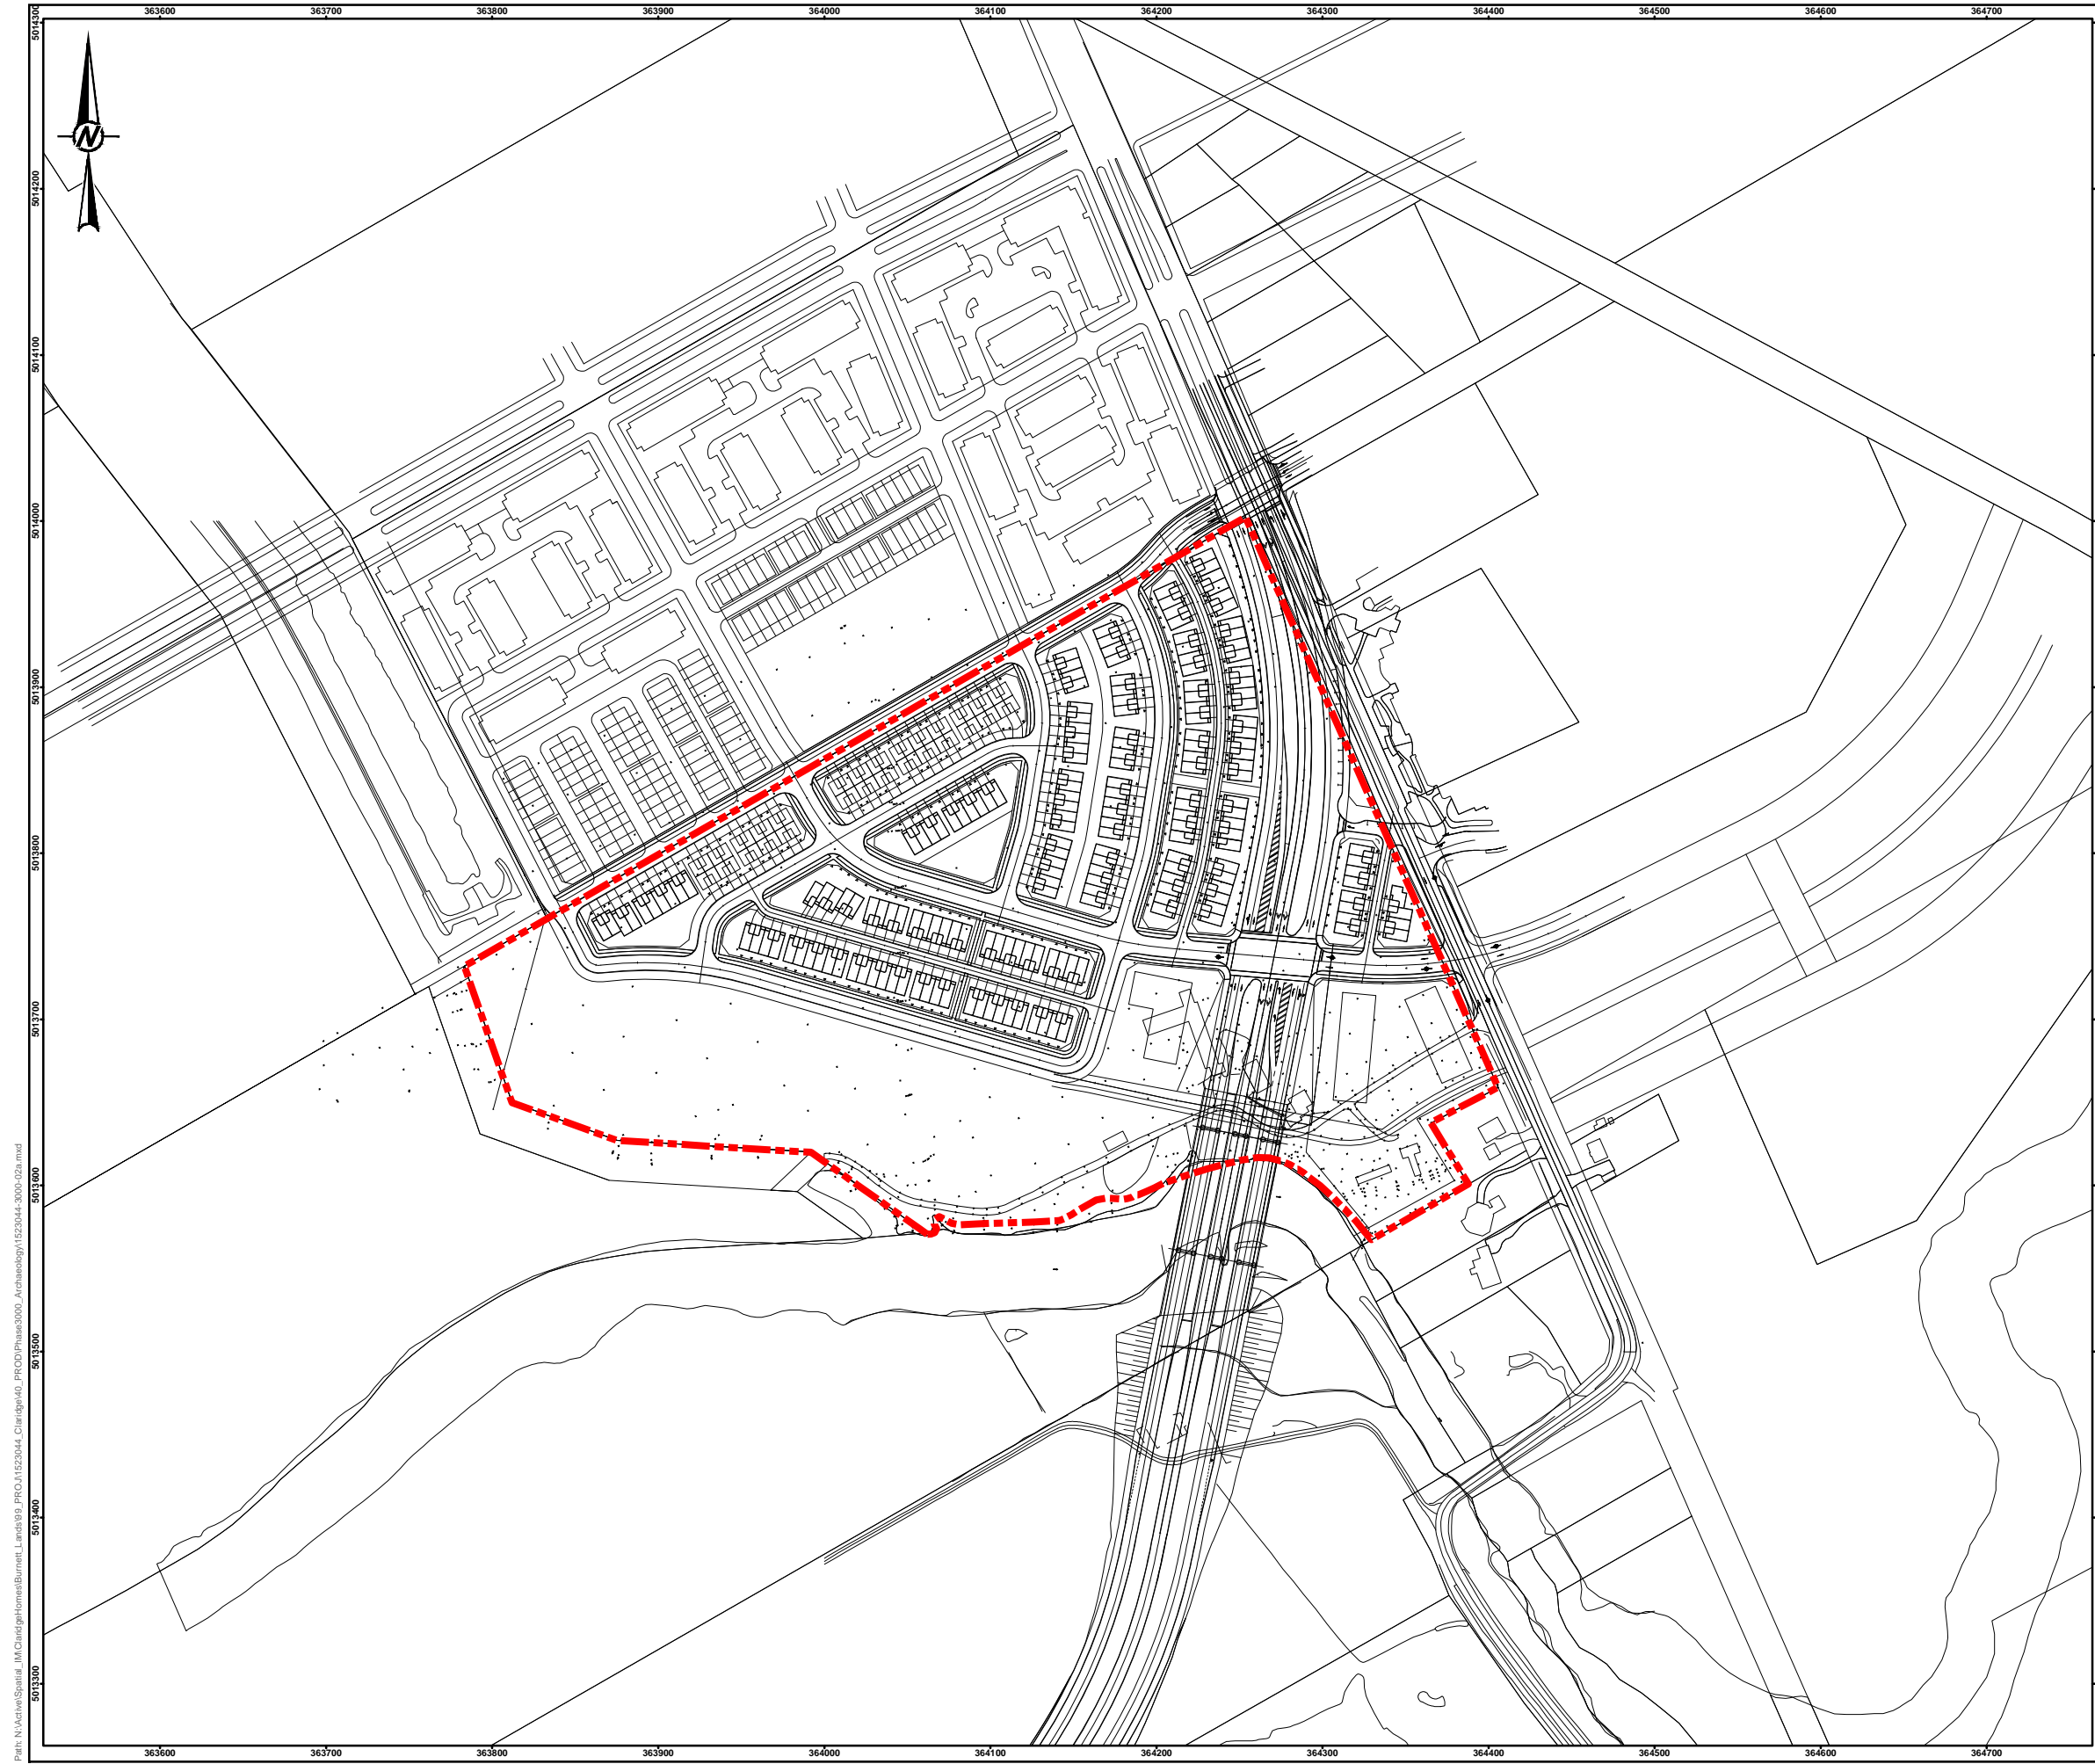 363600 363700 363800 363900 364000 364100 364200 364300 364400 364500 364600 364700
5014300
N
5014200
5014100
5014000
5013900
5013800
5013700
5013600
5013500
5013400
5013300
363600 363700 363800 363900 364000 364100 364200 364300 364400 364500 364600 364700
Path: N:\Active\Spatial_IM\ClaridgeHomes\Burnett_Lands\99_PROJ\1523044_Claridge\40_PROD\Phase3000_Archaeology\1523044-3000-02a.mxd